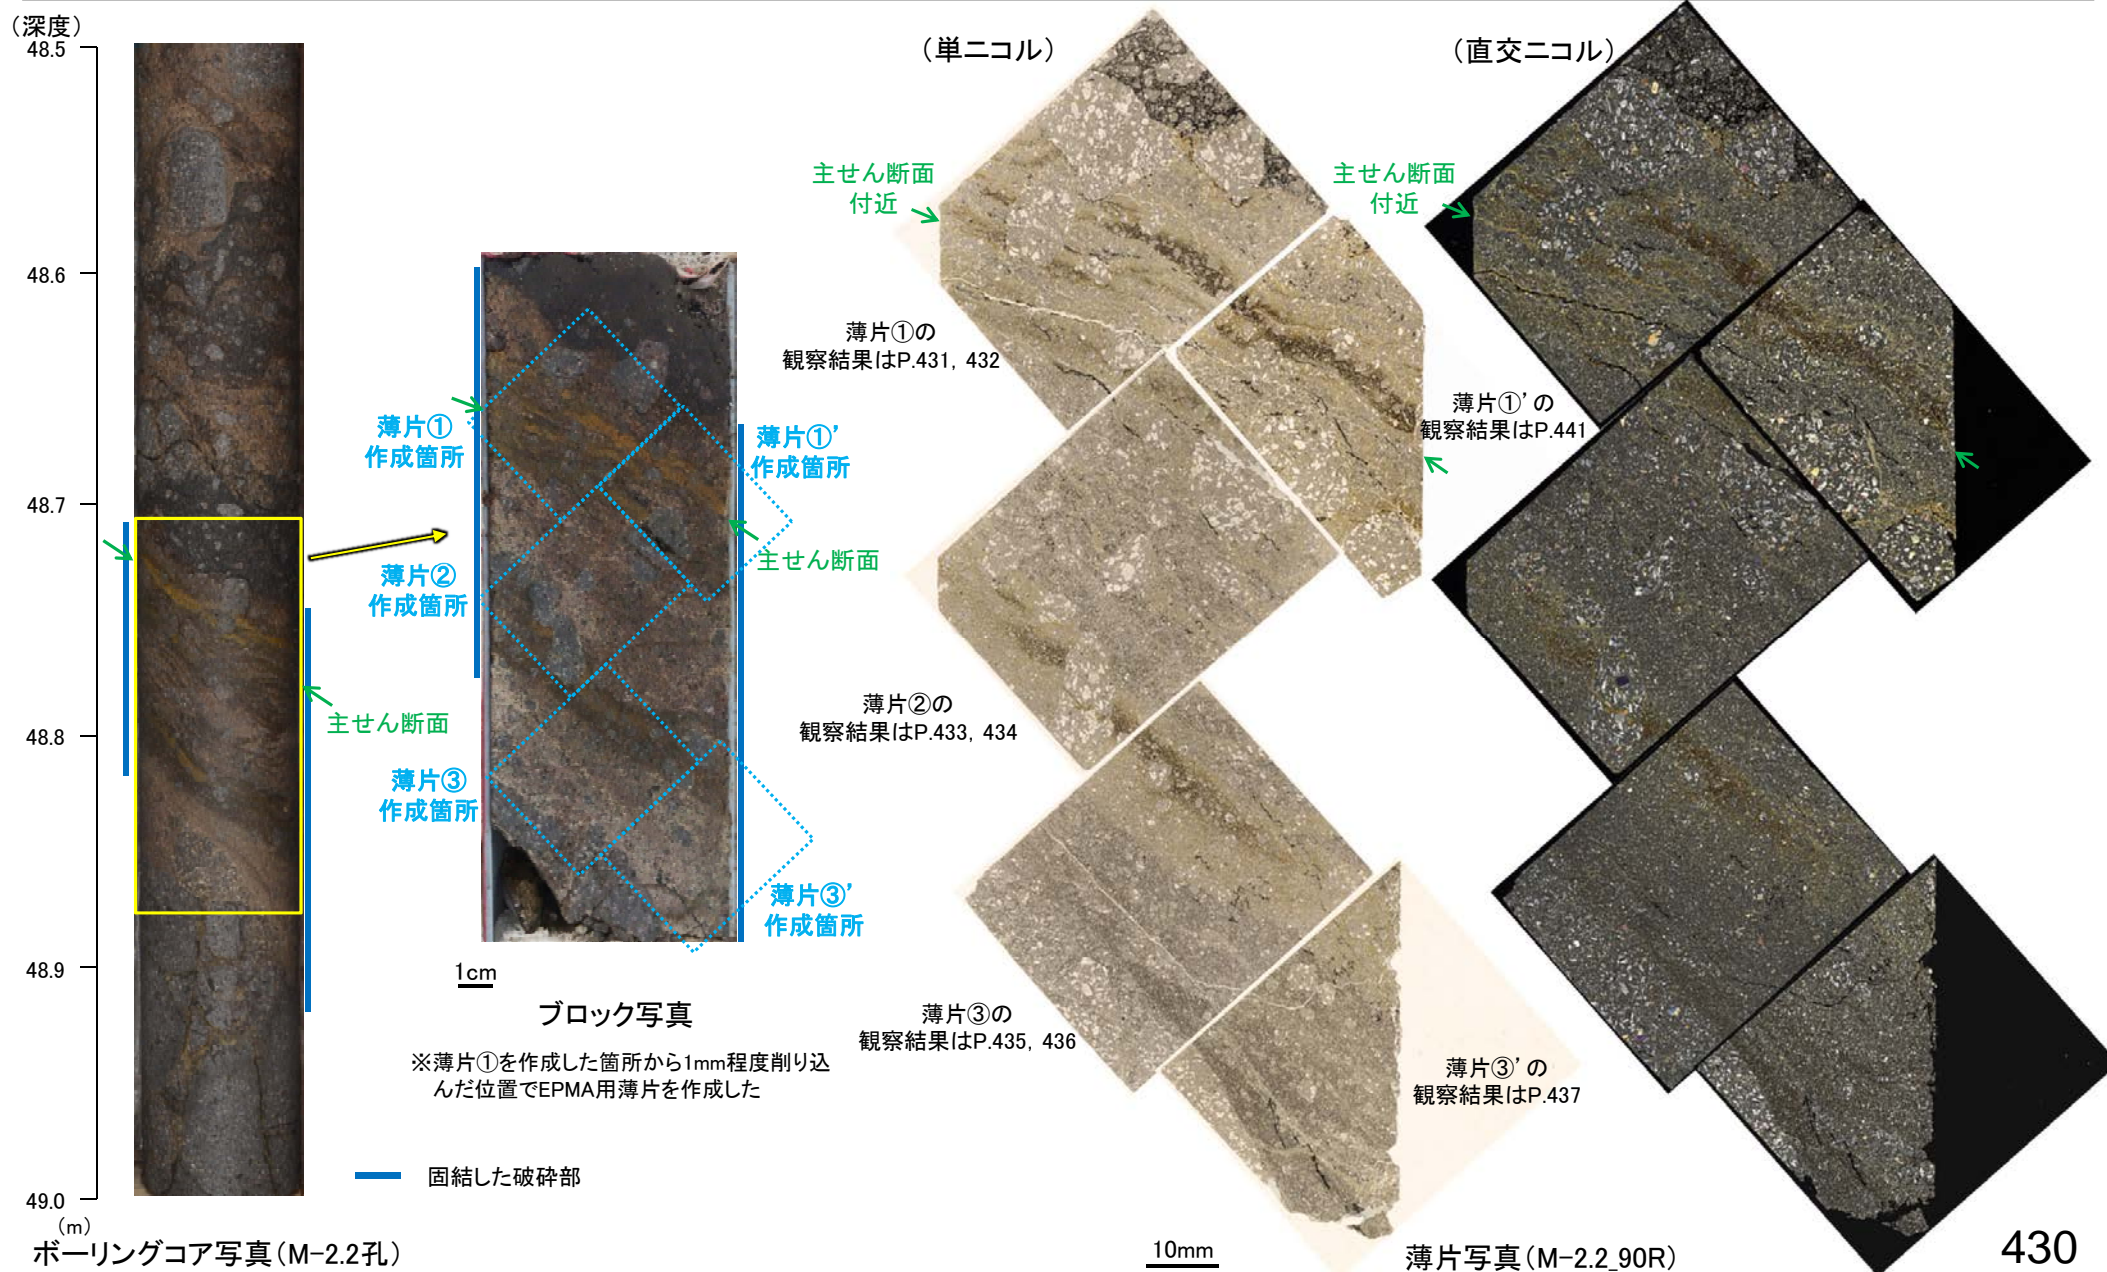 （深度）
48.5
48.6
48.7
48.8
48.9
49.0
（m）
主せん断面
ボーリングコア写真（M-2.2孔）
薄片①
作成箇所
薄片①’
作成箇所
主せん断面
薄片②
作成箇所
薄片③
作成箇所
薄片③’
作成箇所
1cm
ブロック写真
※薄片①を作成した箇所から1mm程度削り込
んだ位置でEPMA用薄片を作成した
固結した破砕部
（単ニコル）
主せん断面
付近
薄片①の
観察結果はP.431, 432
薄片①’の
観察結果はP.441
薄片②の
観察結果はP.433, 434
薄片③の
観察結果はP.435, 436
薄片③’の
観察結果はP.437
（直交ニコル）
主せん断面
付近
10mm
薄片写真（M-2.2_90R）
430